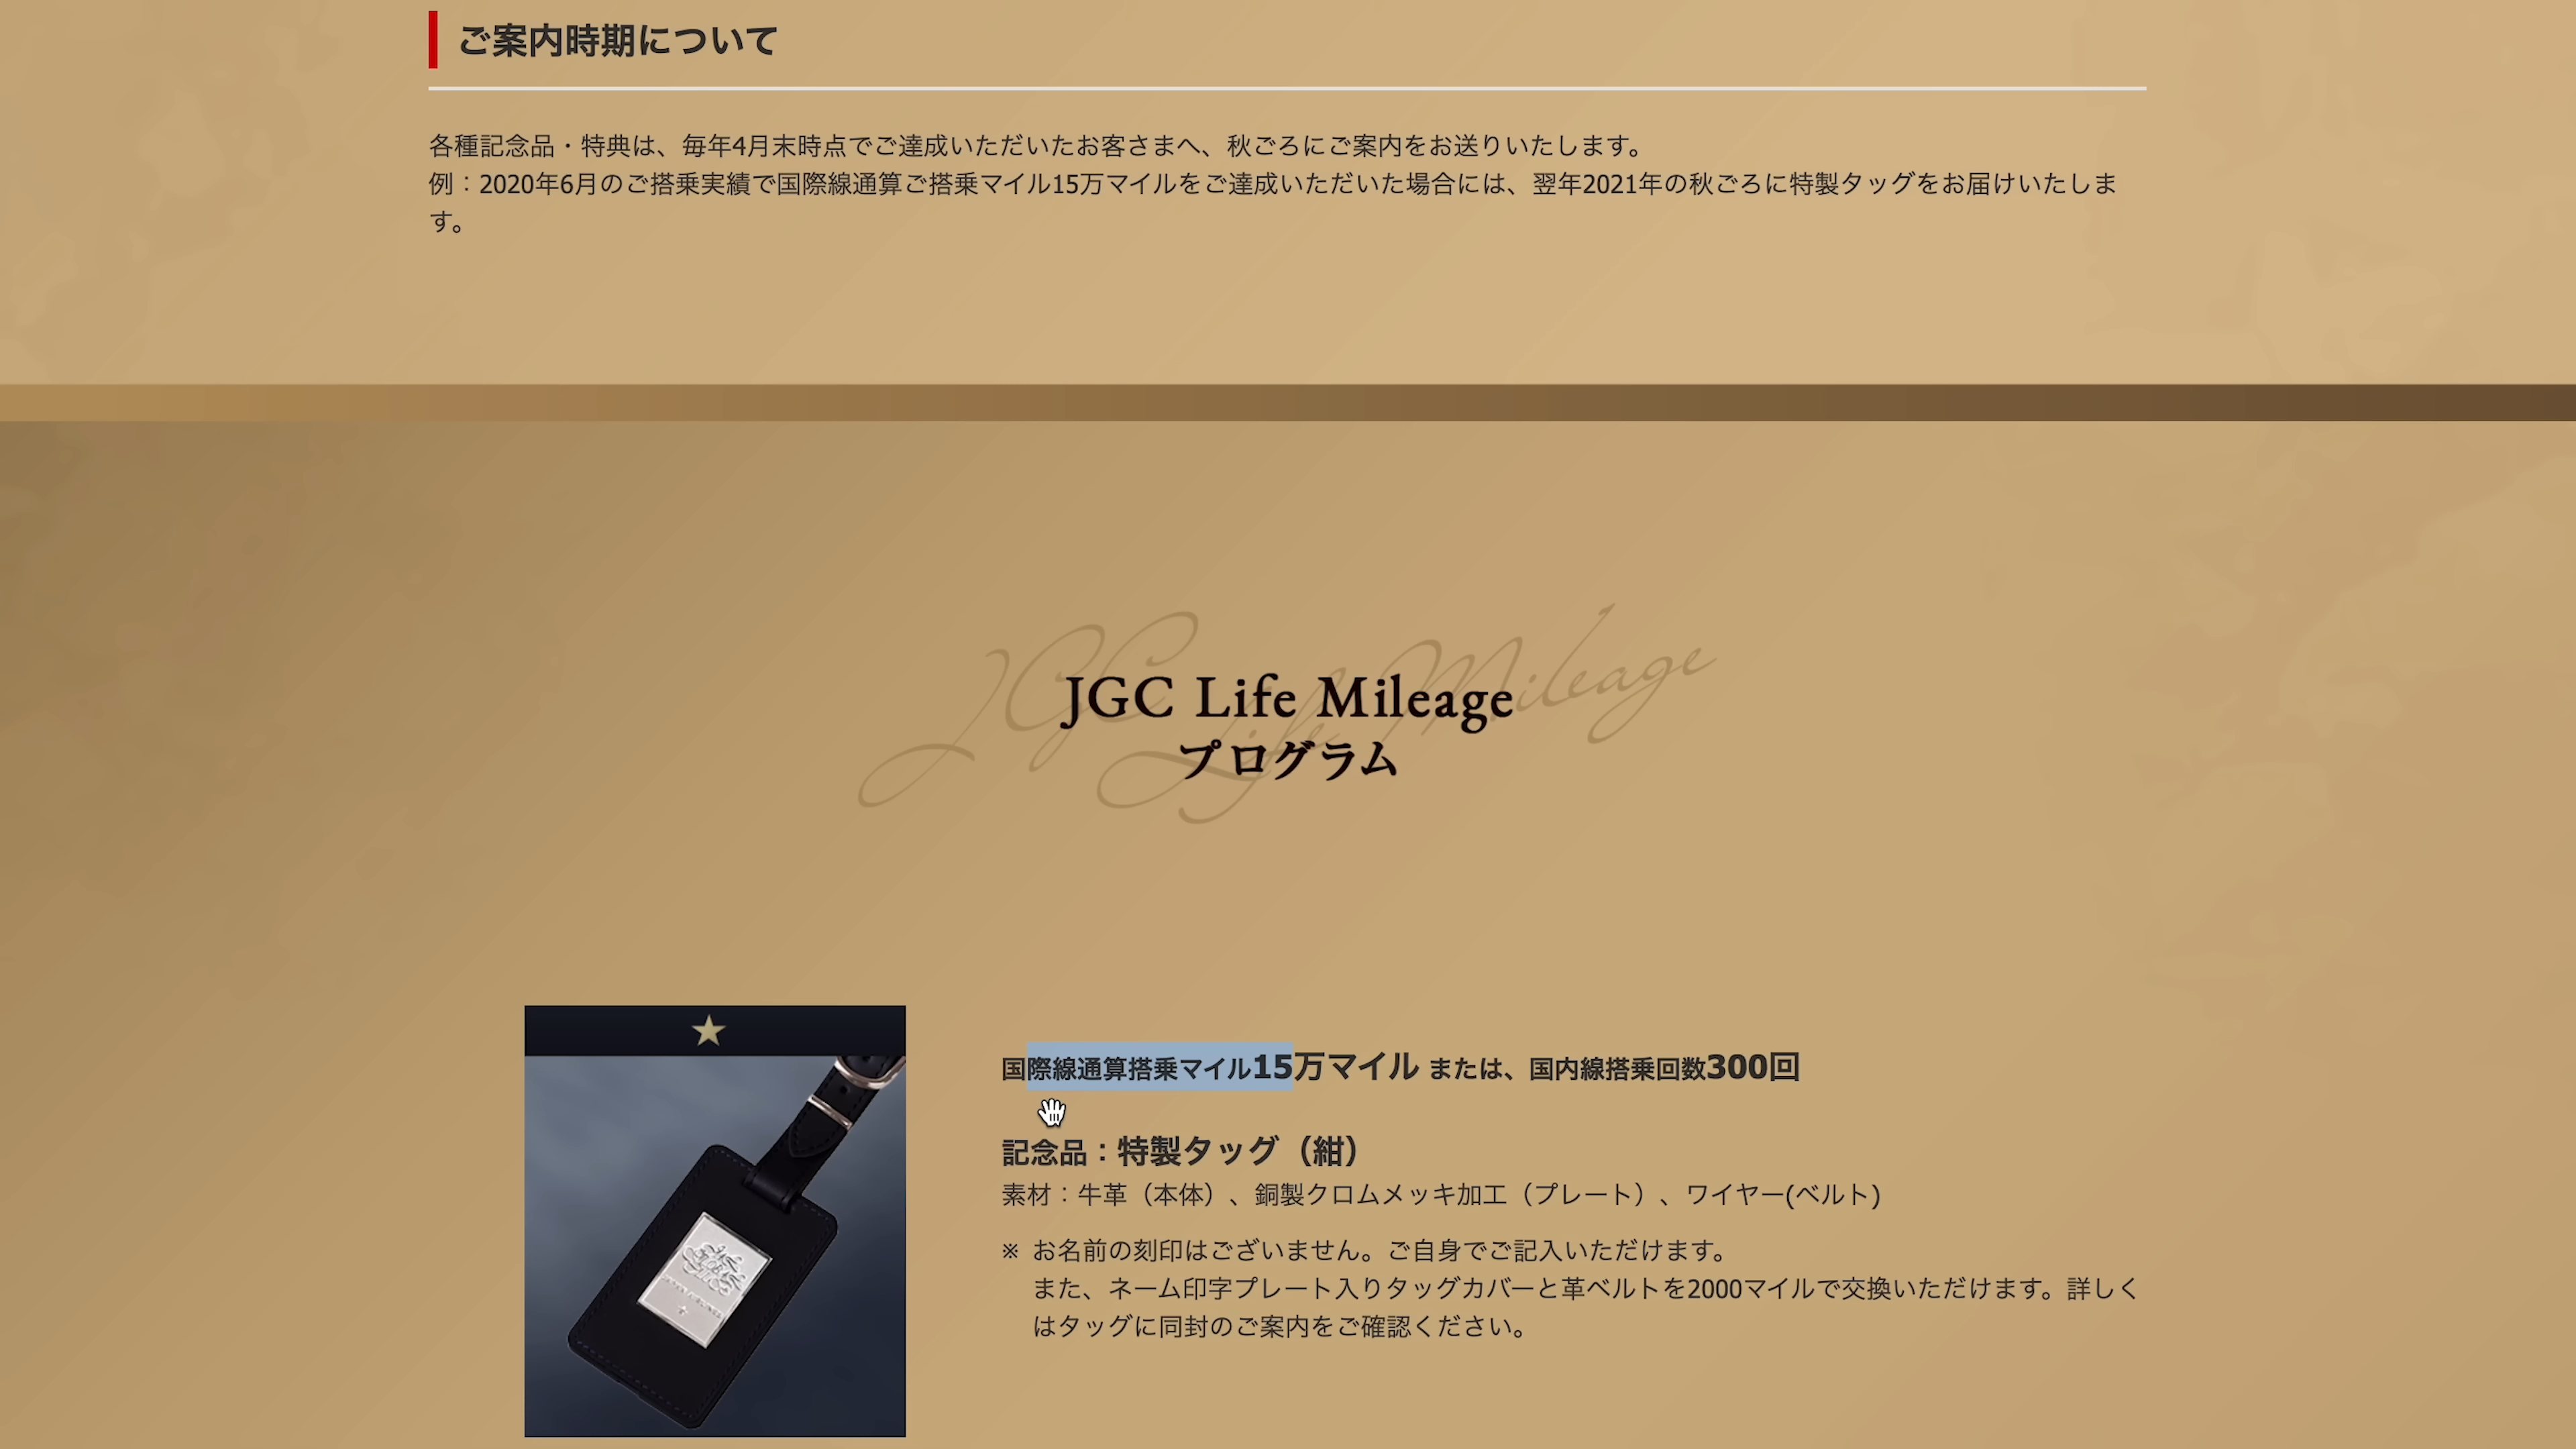 ご案内時期について
各種記念品・特典は、毎年4月末時点でご達成いただいたお客さまへ、秋ごろにご案内をお送りいたします。
例：2020年6月のご搭乗実績で国際線通算ご搭乗マイル15万マイルをご達成いただいた場合には、翌年2021年の秋ごろに特製タッグをお届けいたしま
す。
JGC Life Mileage
JGC Life Mileage
プログラム
国際線通算搭乗マイル15万マイル または、国内線搭乗回数300回
記念品：特製タッグ（紺）
素材：牛革（本体）、銅製クロムメッキ加工（プレート）、ワイヤー(ベルト)
※ お名前の刻印はございません。ご自身でご記入いただけます。
また、ネーム印字プレート入りタッグカバーと革ベルトを2000マイルで交換いただけます。詳しく
はタッグに同封のご案内をご確認ください。